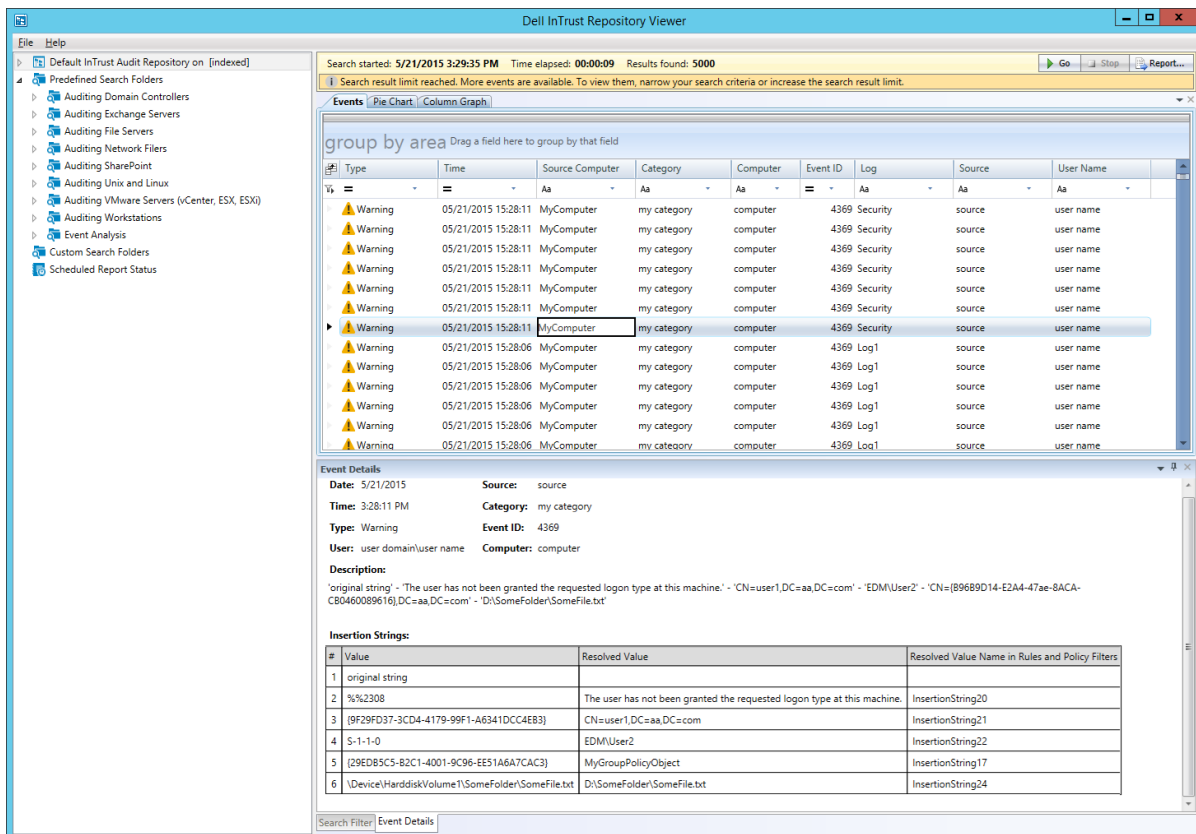 Dell InTrust Repository Viewer
File Help
Default InTrust Audit Repository on [indexed]
Predefined Search Folders
Auditing Domain Controllers
Auditing Exchange Servers
Auditing File Servers
Auditing Network Filers
Auditing SharePoint
Auditing Unix and Linux
Auditing VMware Servers (vCenter, ESX, ESXi)
Auditing Workstations
Event Analysis
Custom Search Folders
Scheduled Report Status
Search started: 5/21/2015 3:29:35 PM Time elapsed: 00:00:09 Results found: 5000 Go Stop Report...
Search result limit reached. More events are available. To view them, narrow your search criteria or increase the search result limit.
Events Pie Chart Column Graph
group by area Drag a field here to group by that field
Type Time Source Computer Category Computer Event ID Log Source User Name
= = Aa Aa Aa = Aa Aa Aa
Warning 05/21/2015 15:28:11 MyComputer my category computer 4369 Security source user name
Warning 05/21/2015 15:28:11 MyComputer my category computer 4369 Security source user name
Warning 05/21/2015 15:28:11 MyComputer my category computer 4369 Security source user name
Warning 05/21/2015 15:28:11 MyComputer my category computer 4369 Security source user name
Warning 05/21/2015 15:28:11 MyComputer my category computer 4369 Security source user name
Warning 05/21/2015 15:28:11 MyComputer my category computer 4369 Security source user name
Warning 05/21/2015 15:28:11 MyComputer my category computer 4369 Security source user name
Warning 05/21/2015 15:28:06 MyComputer my category computer 4369 Log1 source user name
Warning 05/21/2015 15:28:06 MyComputer my category computer 4369 Log1 source user name
Warning 05/21/2015 15:28:06 MyComputer my category computer 4369 Log1 source user name
Warning 05/21/2015 15:28:06 MyComputer my category computer 4369 Log1 source user name
Warning 05/21/2015 15:28:06 MyComputer my category computer 4369 Log1 source user name
Warning 05/21/2015 15:28:06 MyComputer my category computer 4369 Log1 source user name
Event Details
Date: 5/21/2015 Source: source
Time: 3:28:11 PM Category: my category
Type: Warning Event ID: 4369
User: user domain\user name Computer: computer
Description:
'original string' - 'The user has not been granted the requested logon type at this machine.' - 'CN=user1,DC=aa,DC=com' - 'EDM\User2' - 'CN={B96B9D14-E2A4-47ae-8ACA-
CB0460089616},DC=aa,DC=com' - 'D:\SomeFolder\SomeFile.txt'
Insertion Strings:
# Value Resolved Value Resolved Value Name in Rules and Policy Filters
1 original string
2 %%2308 The user has not been granted the requested logon type at this machine. InsertionString20
3 {9F29FD37-3CD4-4179-99F1-A6341DCC4EB3} CN=user1,DC=aa,DC=com InsertionString21
4 S-1-1-0 EDM\User2 InsertionString22
5 {29EDB5C5-B2C1-4001-9C96-EE51A6A7CAC3} MyGroupPolicyObject InsertionString17
6 \Device\HarddiskVolume1\SomeFolder\SomeFile.txt D:\SomeFolder\SomeFile.txt InsertionString24
Search Filter Event Details